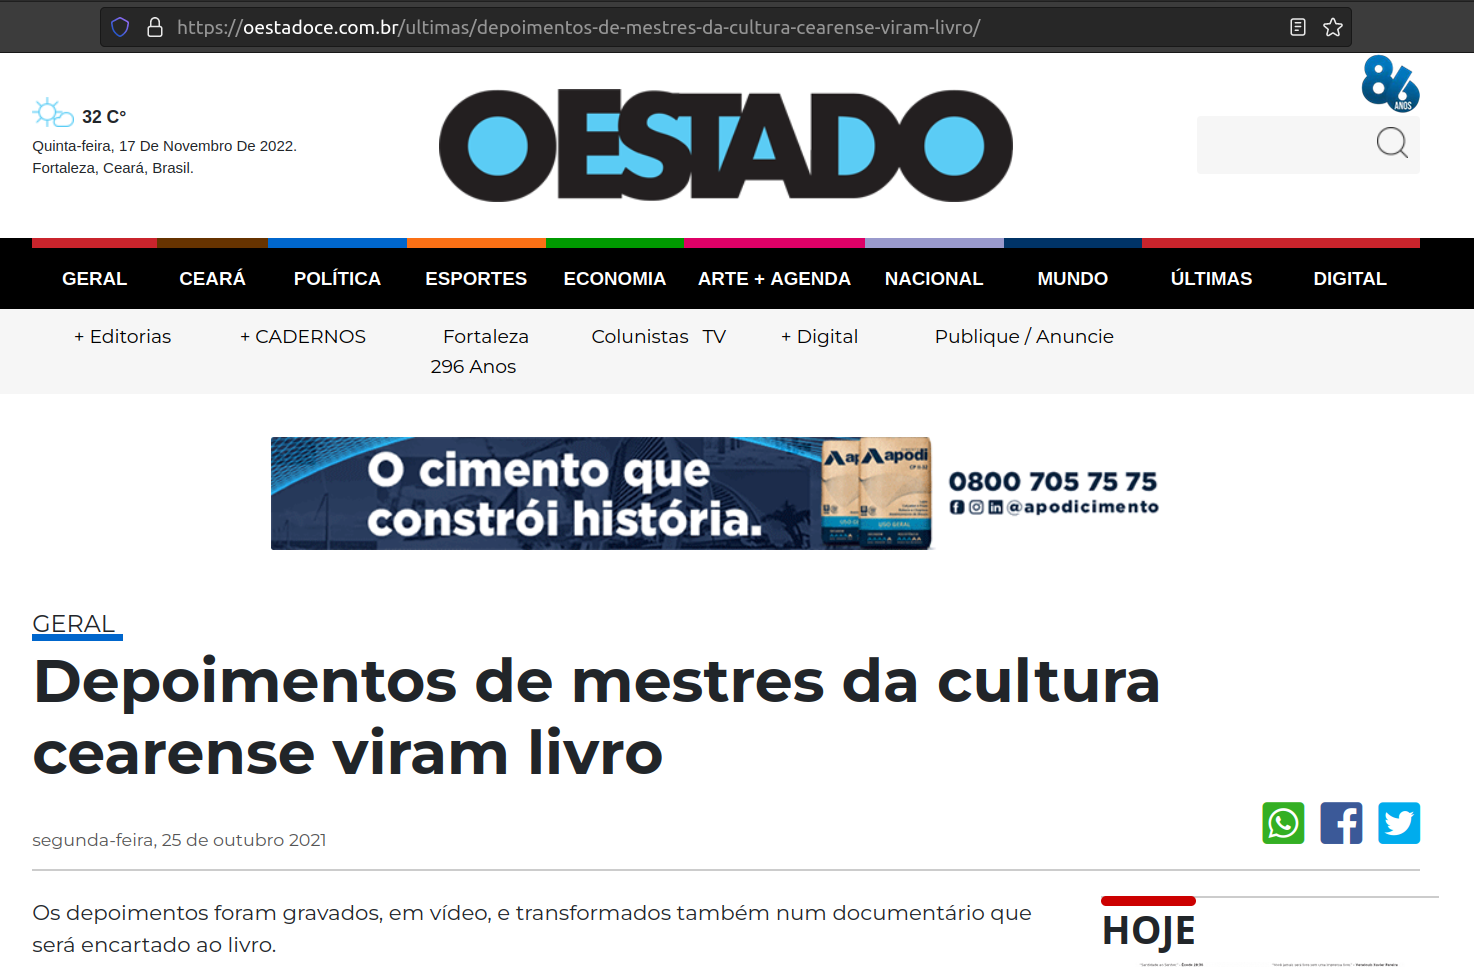 https://oestadoce.com.br/ultimas/depoimentos-de-mestres-da-cultura-cearense-viram-livro/
86
ANOS
32 C°
Quinta-feira, 17 De Novembro De 2022.
Fortaleza, Ceará, Brasil.
O ESTADO
GERAL CEARÁ POLÍTICA ESPORTES ECONOMIA ARTE + AGENDA NACIONAL MUNDO ÚLTIMAS DIGITAL
+ Editorias + CADERNOS Fortaleza Colunistas TV + Digital Publique / Anuncie
296 Anos
O cimento que
constrói história.
Apodi
USO GERAL
0800 705 75 75
@apodicimento
GERAL
Depoimentos de mestres da cultura
cearense viram livro
segunda-feira, 25 de outubro 2021
Os depoimentos foram gravados, em vídeo, e transformados também num documentário que
será encartado ao livro.
HOJE